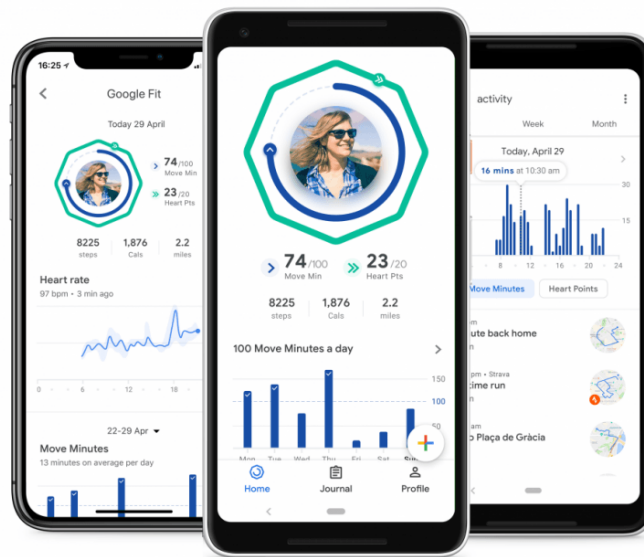 16:25
Google Fit
Today 29 April
74/100
Move Min
23/20
Heart Pts
8225
steps
1,876
Cals
2.2
miles
Heart rate
97 bpm • 3 min ago
0 6 12 18
22-29 Apr
Move Minutes
13 minutes on average per day
74/100
Move Min
23/20
Heart Pts
8225
steps
1,876
Cals
2.2
miles
100 Move Minutes a day
150
100
50
Mon Tue Wed Thu Fri Sat Sun
Home
Journal
Profile
activity
Week
Month
Today, April 29
16 mins at 10:30 am
30
15
8 12 16 20 24
Move Minutes
Heart Points
back home
• Strava
run
Plaça de Gràcia